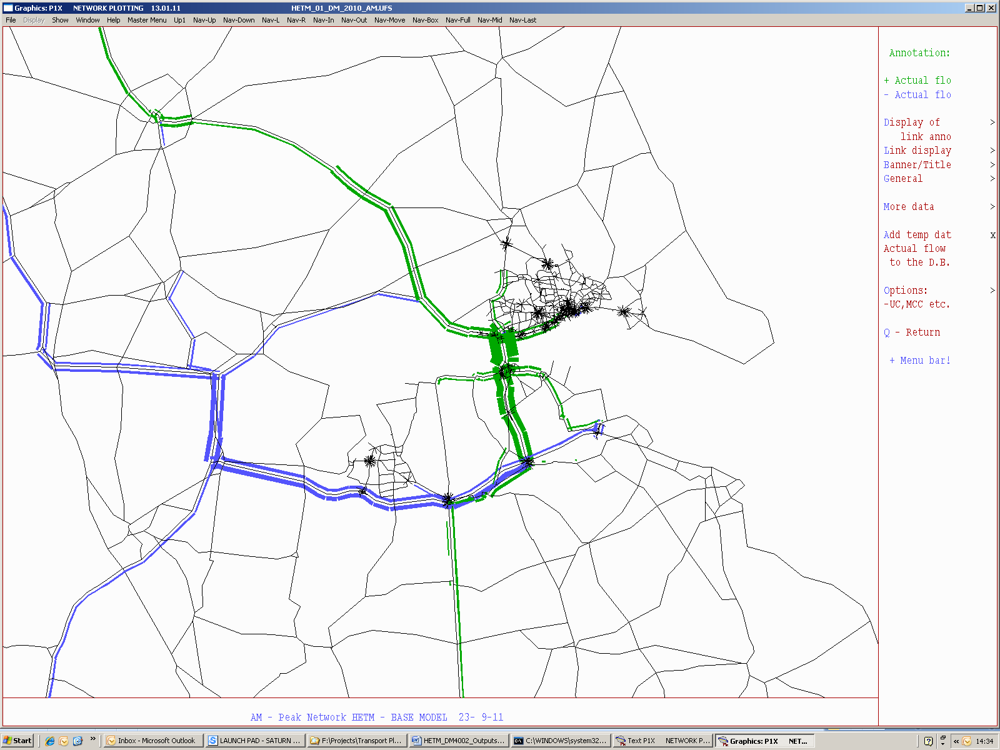 Graphics: P1X NETWORK PLOTTING 13.01.11 HETM_01_DM_2010_AM.UFS
File Display Show Window Help Master Menu Up1 Nav-Up Nav-Down Nav-L Nav-R Nav-In Nav-Out Nav-Move Nav-Box Nav-Full Nav-Mid Nav-Last
Annotation:
+ Actual flo
- Actual flo
Display of >
link anno
Link display >
Banner/Title >
General >
More data >
Add temp dat X
Actual flow
to the D.B.
Options: >
-UC,MCC etc.
Q - Return
+ Menu bar!
AM - Peak Network HETM - BASE MODEL 23- 9-11
Start » Inbox - Microsoft Outlook LAUNCH PAD - SATURN ... F:\Projects\Transport Pl... HETM_DM4002_Outputs... C:\WINDOWS\system32... Text P1X NETWORK P... Graphics: P1X NET... « 14:34